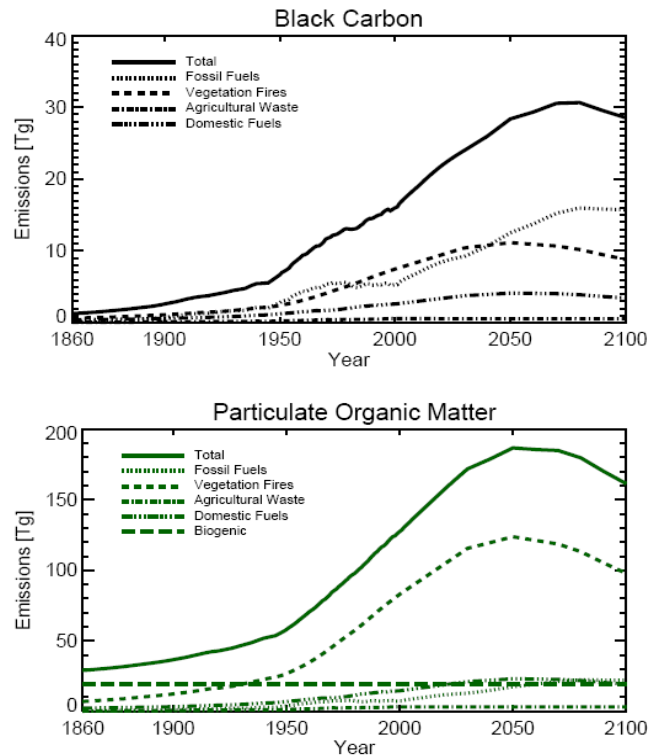 Black Carbon
40
30
20
10
0
Emissions [Tg]
Total
Fossil Fuels
Vegetation Fires
Agricultural Waste
Domestic Fuels
1860 1900 1950 2000 2050 2100
Year
Particulate Organic Matter
200
150
100
50
0
Emissions [Tg]
Total
Fossil Fuels
Vegetation Fires
Agricultural Waste
Domestic Fuels
Biogenic
1860 1900 1950 2000 2050 2100
Year